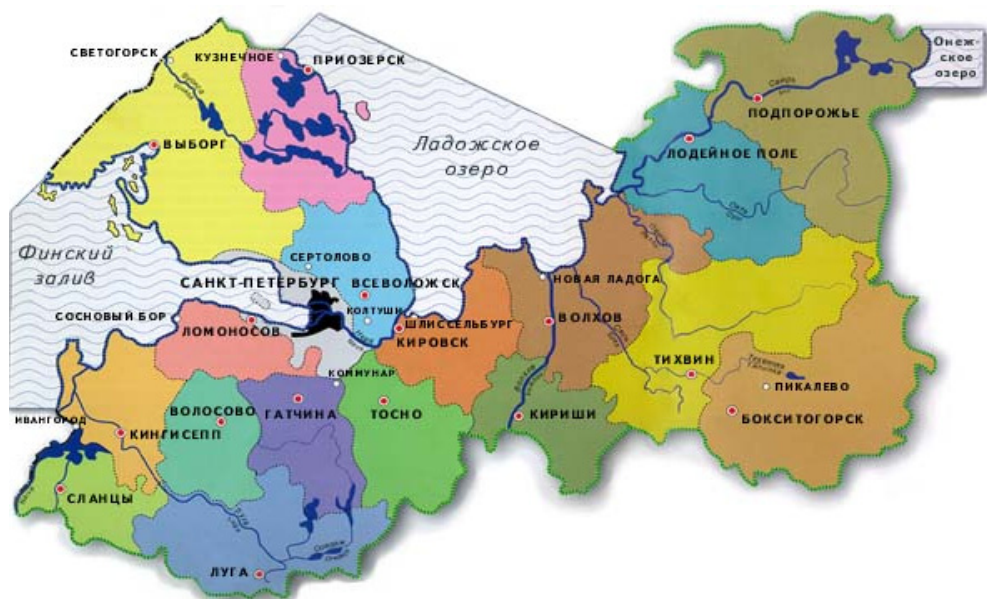 СВЕТОГОРСК
КУЗНЕЧНОЕ
ПРИОЗЕРСК
Онеж-
ское
озеро
Свирь
ПОДПОРОЖЬЕ
ВЫБОРГ
Ладожское
озеро
ЛОДЕЙНОЕ ПОЛЕ
Финский
залив
СЕРТОЛОВО
САНКТ-ПЕТЕРБУРГ
ВСЕВОЛОЖСК
НОВАЯ ЛАДОГА
СОСНОВЫЙ БОР
КОЛТУШИ
ЛОМОНОСОВ
ШЛИССЕЛЬБУРГ
КИРОВСК
ВОЛХОВ
ТИХВИН
КОММУНАР
ПИКАЛЕВО
ИВАНГОРОД
КИНГИСЕПП
ВОЛОСОВО
ГАТЧИНА
ТОСНО
КИРИШИ
БОКСИТОГОРСК
СЛАНЦЫ
ЛУГА